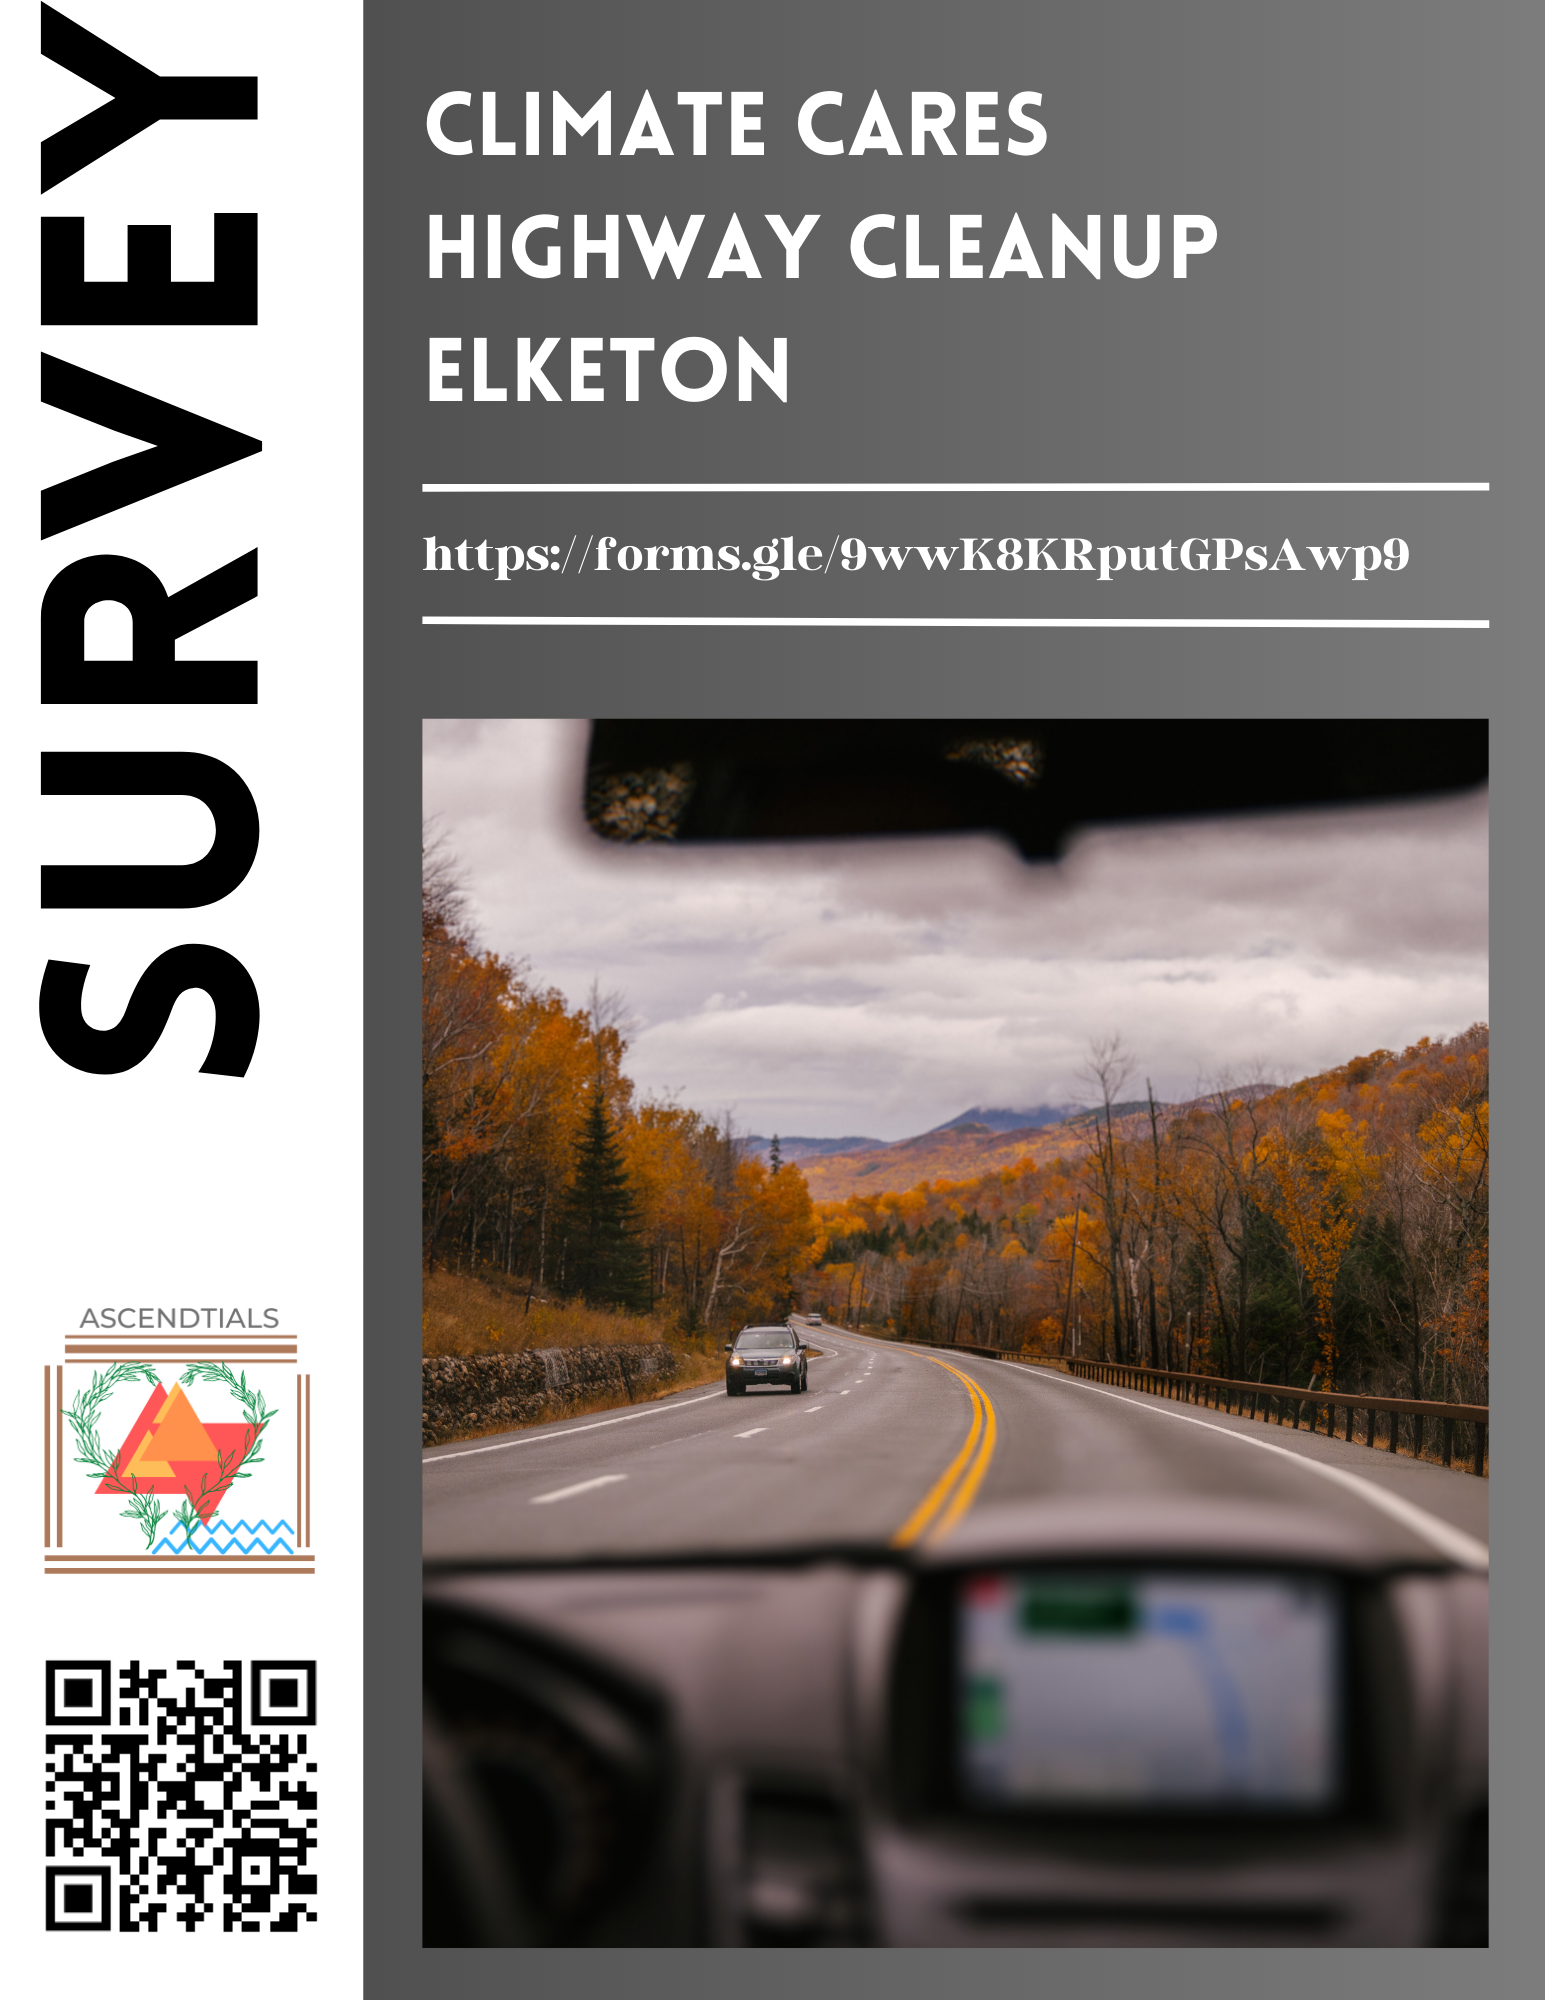 SURVEY
CLIMATE CARES
HIGHWAY CLEANUP
ELKETON
https://forms.gle/9wwK8KRputGPsAwp9
ASCENDTIALS